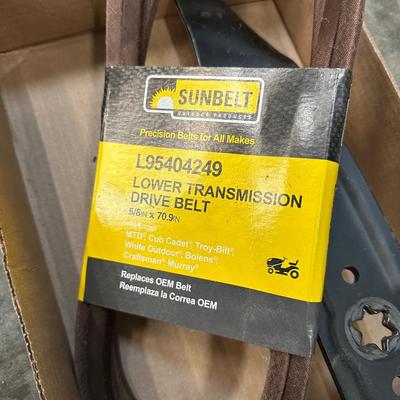 SUNBELT
OUTDOOR PRODUCTS
Precision Belts for All Makes
L95404249
LOWER TRANSMISSION
DRIVE BELT
5/8IN x 70.9IN
MTD®, Cub Cadet®, Troy-Bilt®,
White Outdoor®, Bolens®,
Craftsman®, Murray®
Replaces OEM Belt
Reemplaza la Correa OEM